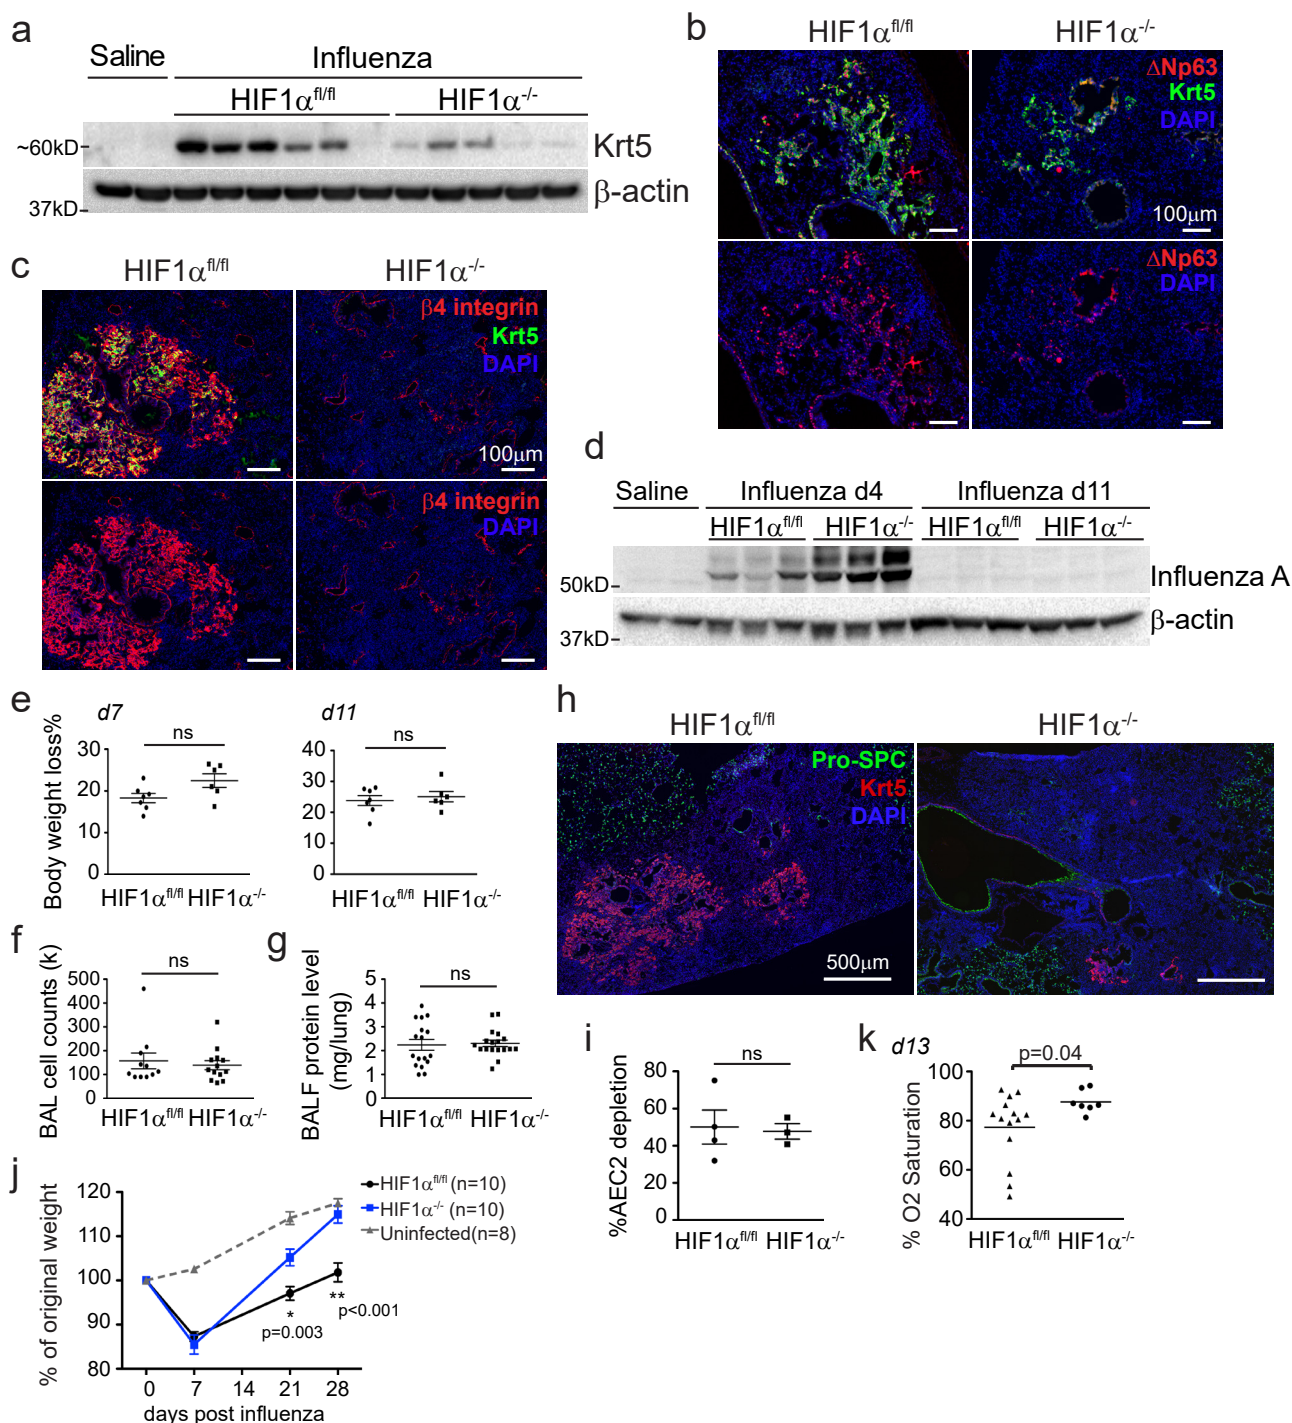 a
Saline
Influenza
HIF1α^fl/fl
HIF1α^-/-
~60kD
Krt5
37kD
β-actin
b
HIF1α^fl/fl
HIF1α^-/-
ΔNp63
Krt5
DAPI
100μm
ΔNp63
DAPI
c
HIF1α^fl/fl
HIF1α^-/-
β4 integrin
Krt5
DAPI
100μm
β4 integrin
DAPI
d
Saline
Influenza d4
Influenza d11
HIF1α^fl/fl
HIF1α^-/-
HIF1α^fl/fl
HIF1α^-/-
50kD
Influenza A
37kD
β-actin
e
Body weight loss%
d7
ns
30
20
10
0
HIF1α^fl/fl HIF1α^-/-
d11
ns
40
30
20
10
0
HIF1α^fl/fl HIF1α^-/-
f
BAL cell counts (k)
ns
500
400
300
200
100
0
HIF1α^fl/fl HIF1α^-/-
g
BALF protein level
(mg/lung)
ns
5
4
3
2
1
0
HIF1α^fl/fl HIF1α^-/-
h
HIF1α^fl/fl
HIF1α^-/-
Pro-SPC
Krt5
DAPI
500μm
i
%AEC2 depletion
ns
80
60
40
20
0
HIF1α^fl/fl HIF1α^-/-
j
% of original weight
120
110
100
90
80
HIF1α^fl/fl (n=10)
HIF1α^-/- (n=10)
Uninfected(n=8)
*
p=0.003
**
p<0.001
0 7 14 21 28
days post influenza
k
d13
% O2 Saturation
p=0.04
100
80
60
40
HIF1α^fl/fl HIF1α^-/-